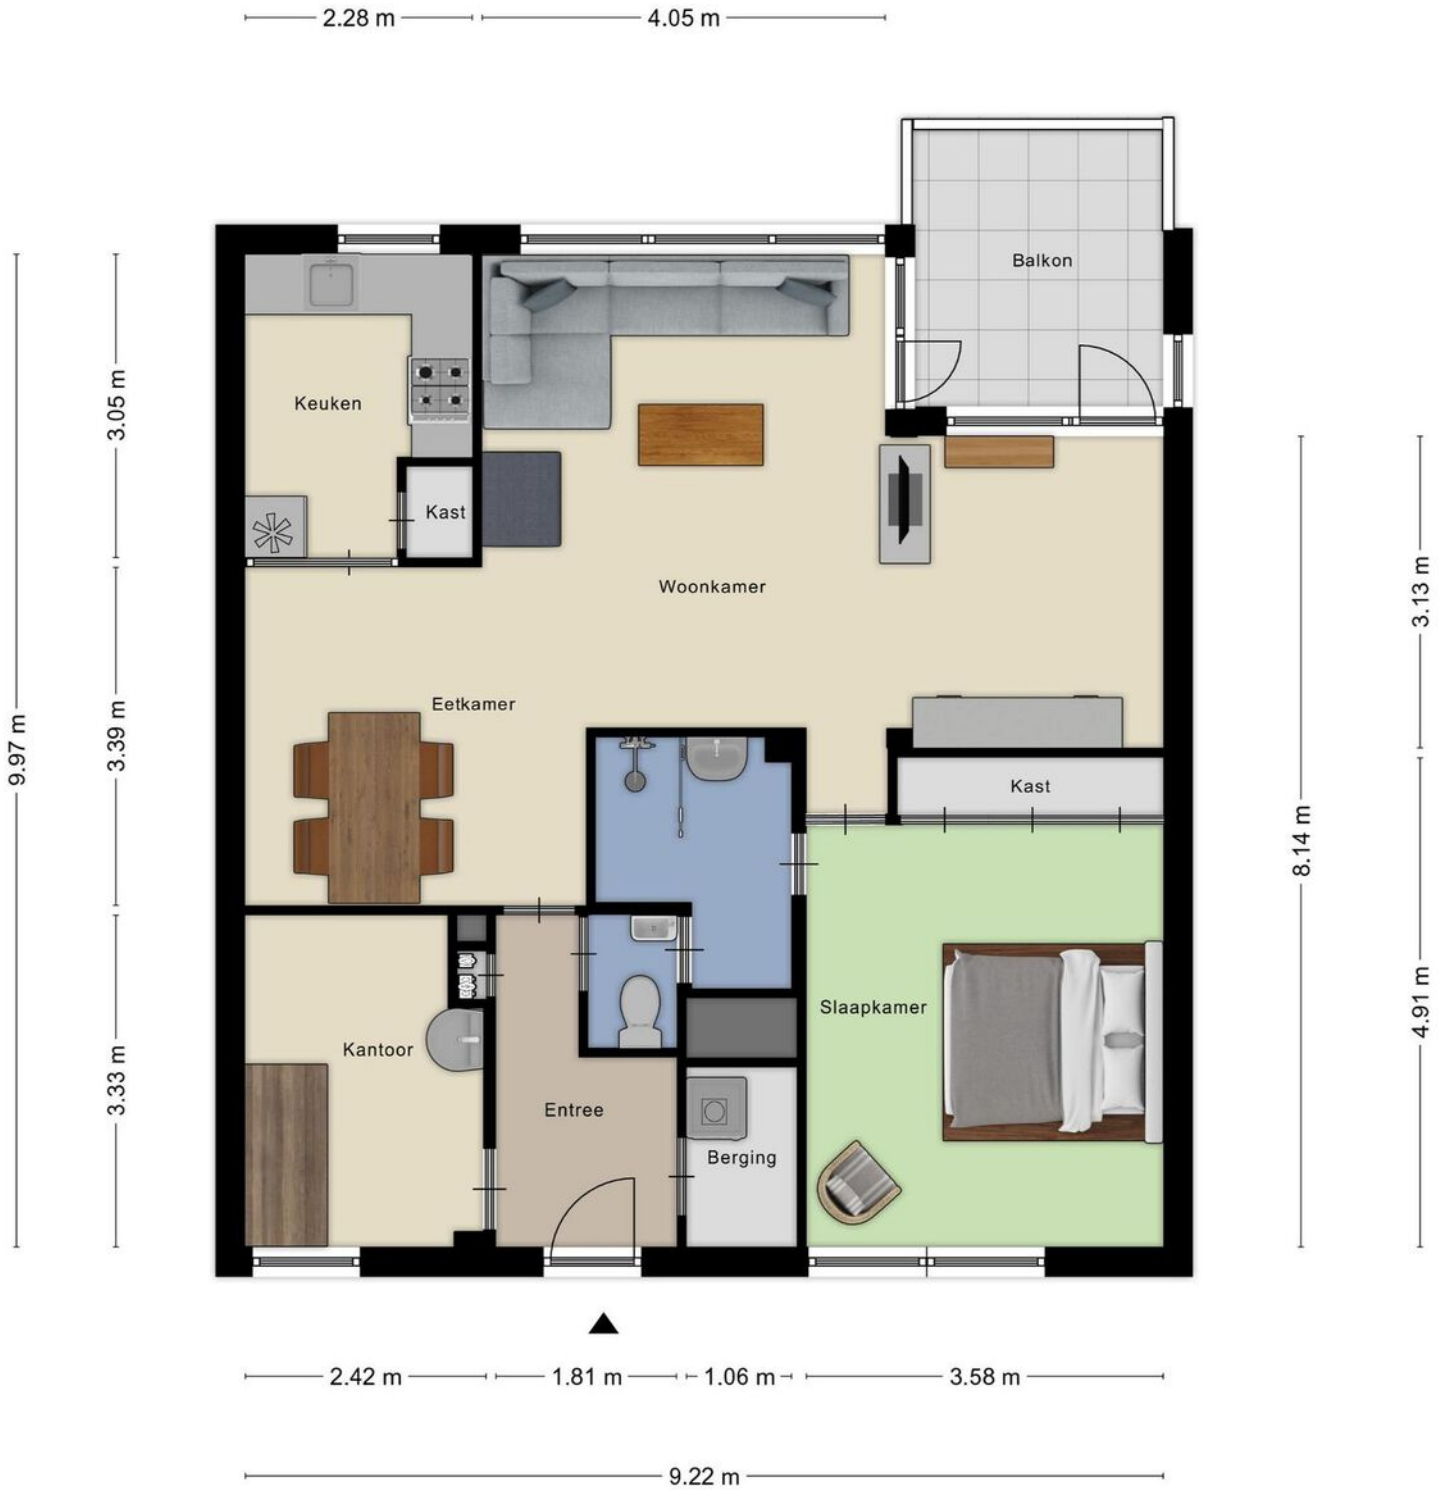 2.28 m
4.05 m
Balkon
Keuken
3.05 m
Kast
Woonkamer
3.13 m
Eetkamer
3.39 m
9.97 m
Kast
8.14 m
Slaapkamer
4.91 m
Kantoor
3.33 m
Entree
Berging
2.42 m
1.81 m
1.06 m
3.58 m
9.22 m